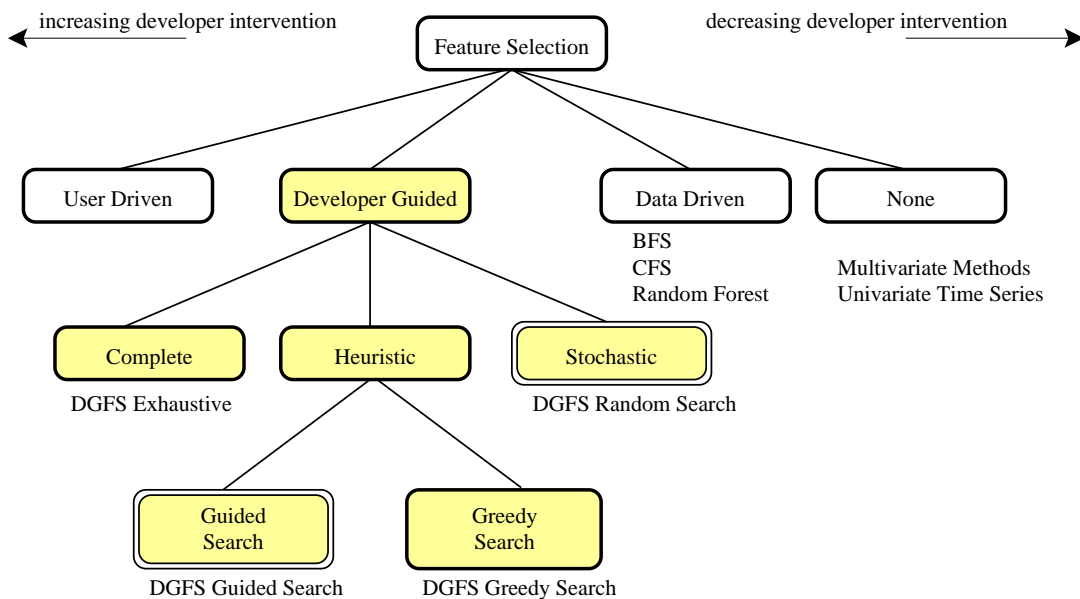 increasing developer intervention
decreasing developer intervention
Feature Selection
User Driven
Developer Guided
Data Driven
None
BFS
CFS
Random Forest
Multivariate Methods
Univariate Time Series
Complete
Heuristic
Stochastic
DGFS Exhaustive
DGFS Random Search
Guided
Search
Greedy
Search
DGFS Guided Search
DGFS Greedy Search